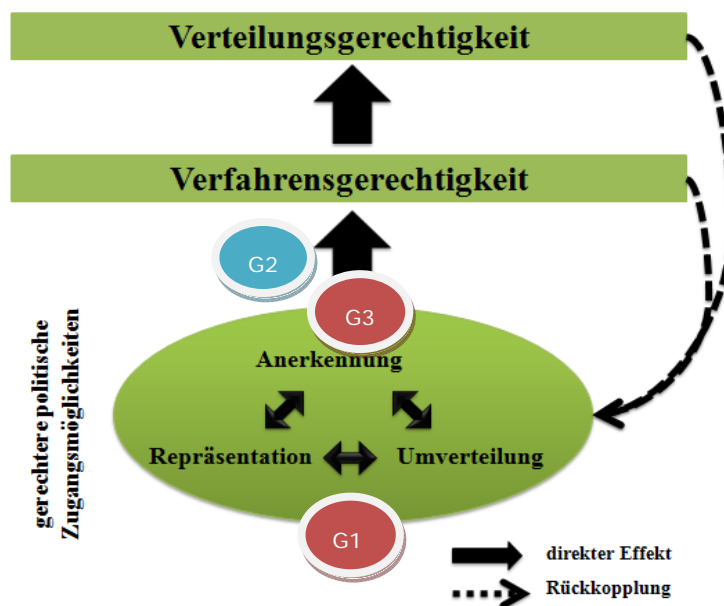 Verteilungsgerechtigkeit
Verfahrensgerechtigkeit
G2
G3
gerechtere politische
Zugangsmöglichkeiten
Anerkennung
Repräsentation
Umverteilung
G1
direkter Effekt
Rückkopplung